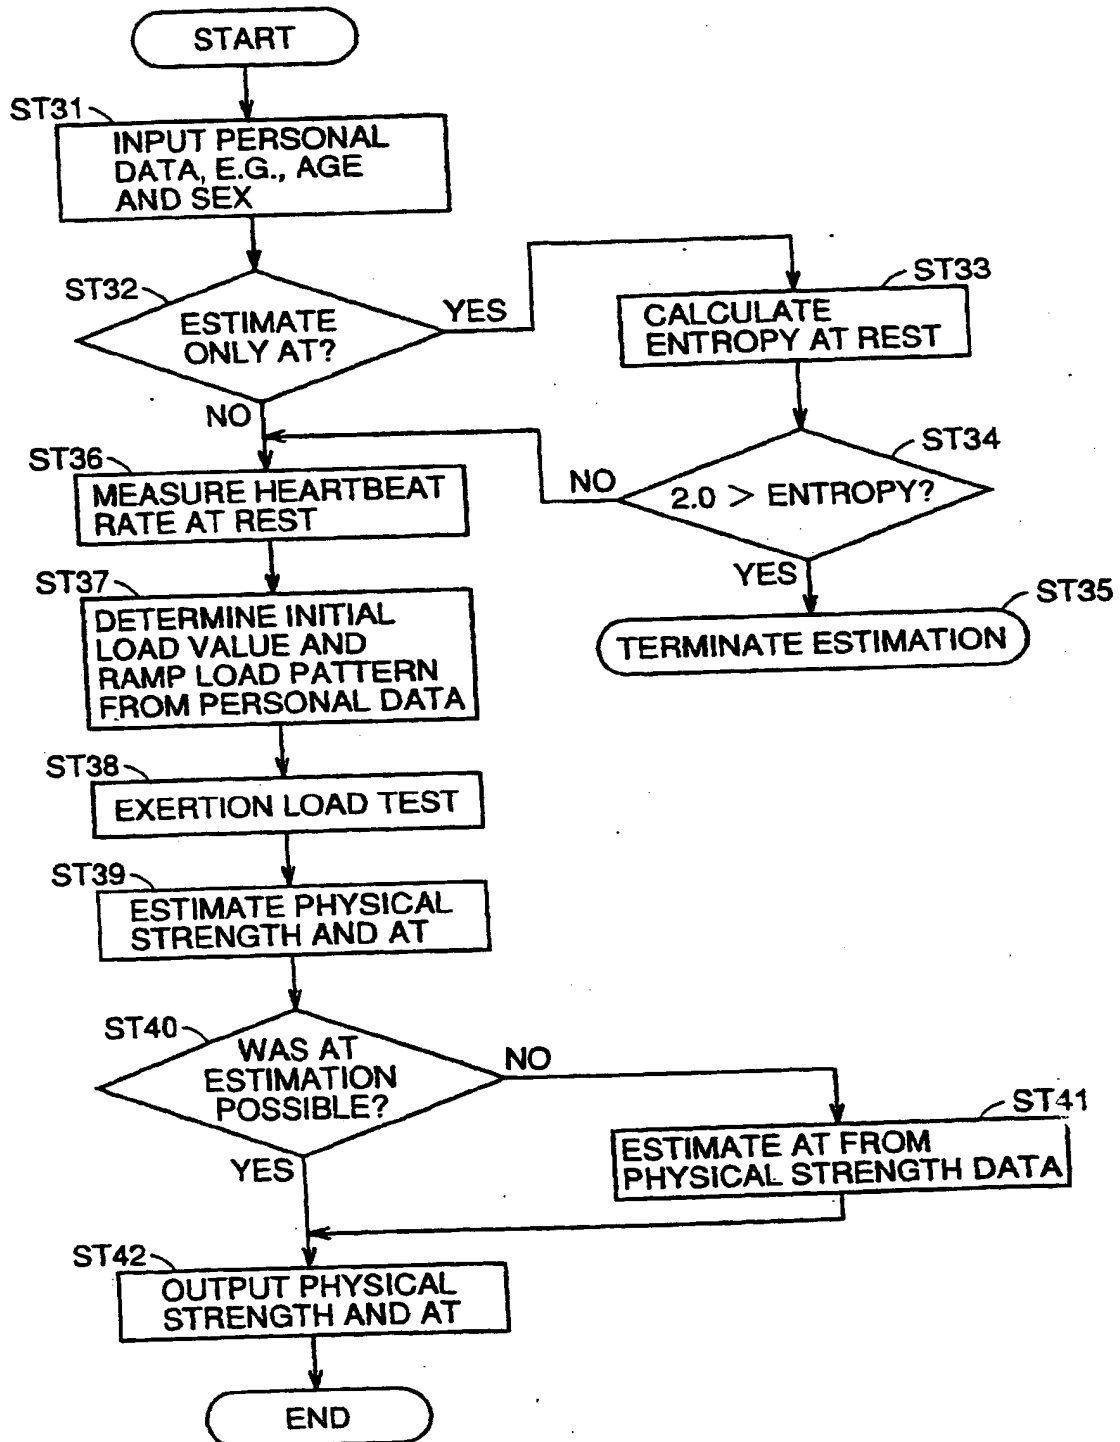 START
ST31
INPUT PERSONAL
DATA, E.G., AGE
AND SEX
ST32
ESTIMATE
ONLY AT?
YES
NO
ST33
CALCULATE
ENTROPY AT REST
ST34
2.0 > ENTROPY?
NO
YES
ST35
TERMINATE ESTIMATION
ST36
MEASURE HEARTBEAT
RATE AT REST
ST37
DETERMINE INITIAL
LOAD VALUE AND
RAMP LOAD PATTERN
FROM PERSONAL DATA
ST38
EXERTION LOAD TEST
ST39
ESTIMATE PHYSICAL
STRENGTH AND AT
ST40
WAS AT
ESTIMATION
POSSIBLE?
NO
YES
ST41
ESTIMATE AT FROM
PHYSICAL STRENGTH DATA
ST42
OUTPUT PHYSICAL
STRENGTH AND AT
END